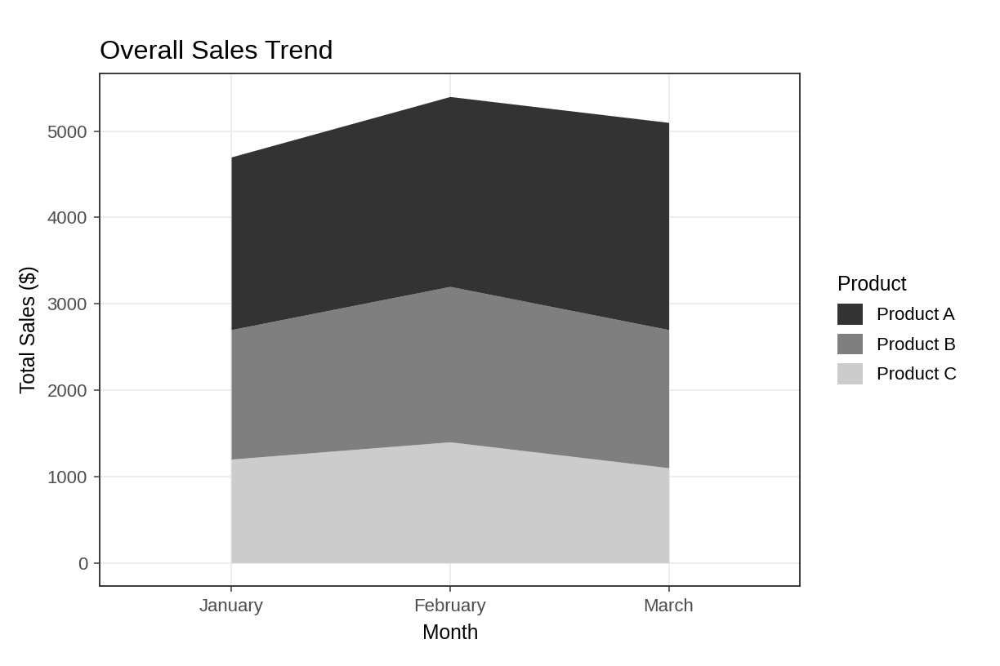 Overall Sales Trend
Total Sales ($)
5000
4000
3000
2000
1000
0
January February March
Month
Product
Product A
Product B
Product C